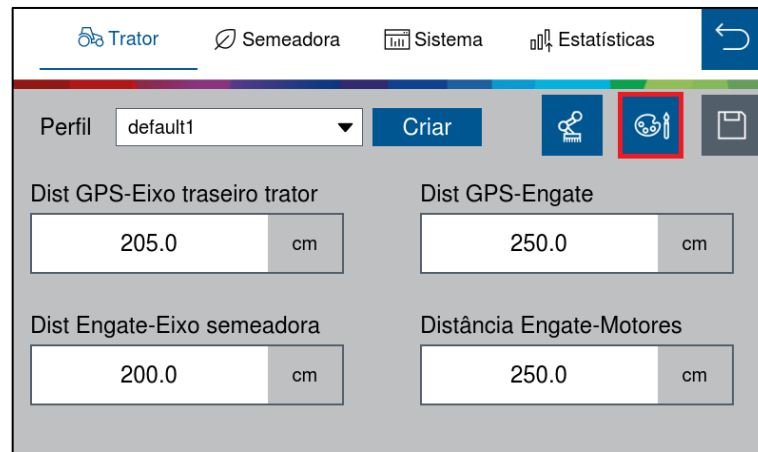 Trator Semeadora Sistema Estatísticas
Perfil default1 Criar
Dist GPS-Eixo traseiro trator Dist GPS-Engate
205.0 cm 250.0 cm
Dist Engate-Eixo semeadora Distância Engate-Motores
200.0 cm 250.0 cm